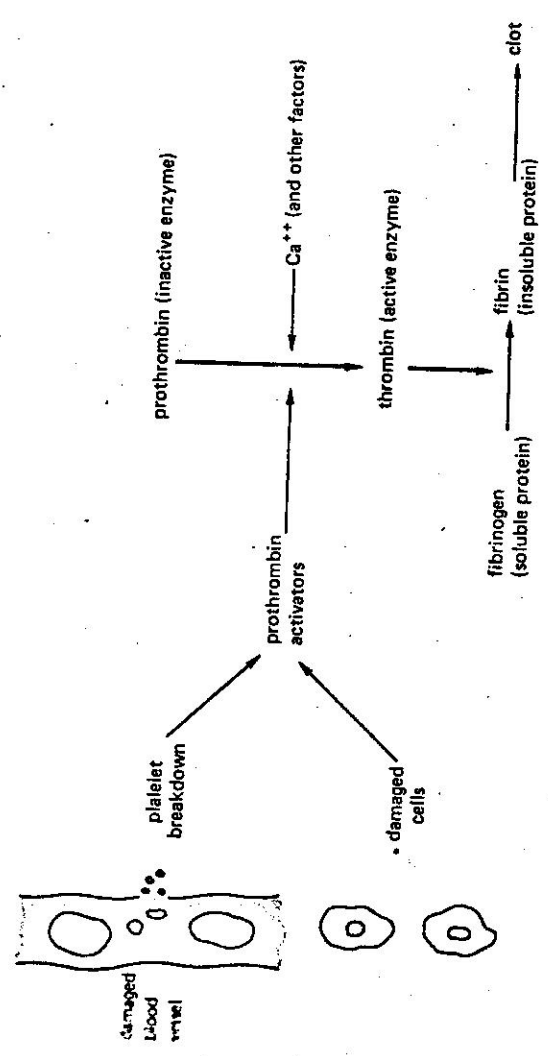 damaged
blood
vessel
plalelet
breakdown
• damaged
cells
prothrombin
activators
prothrombin (inactive enzyme)
Ca++ (and other factors)
thrombin (active enzyme)
fibrinogen
(soluble protein)
fibrin
(insoluble protein)
clot